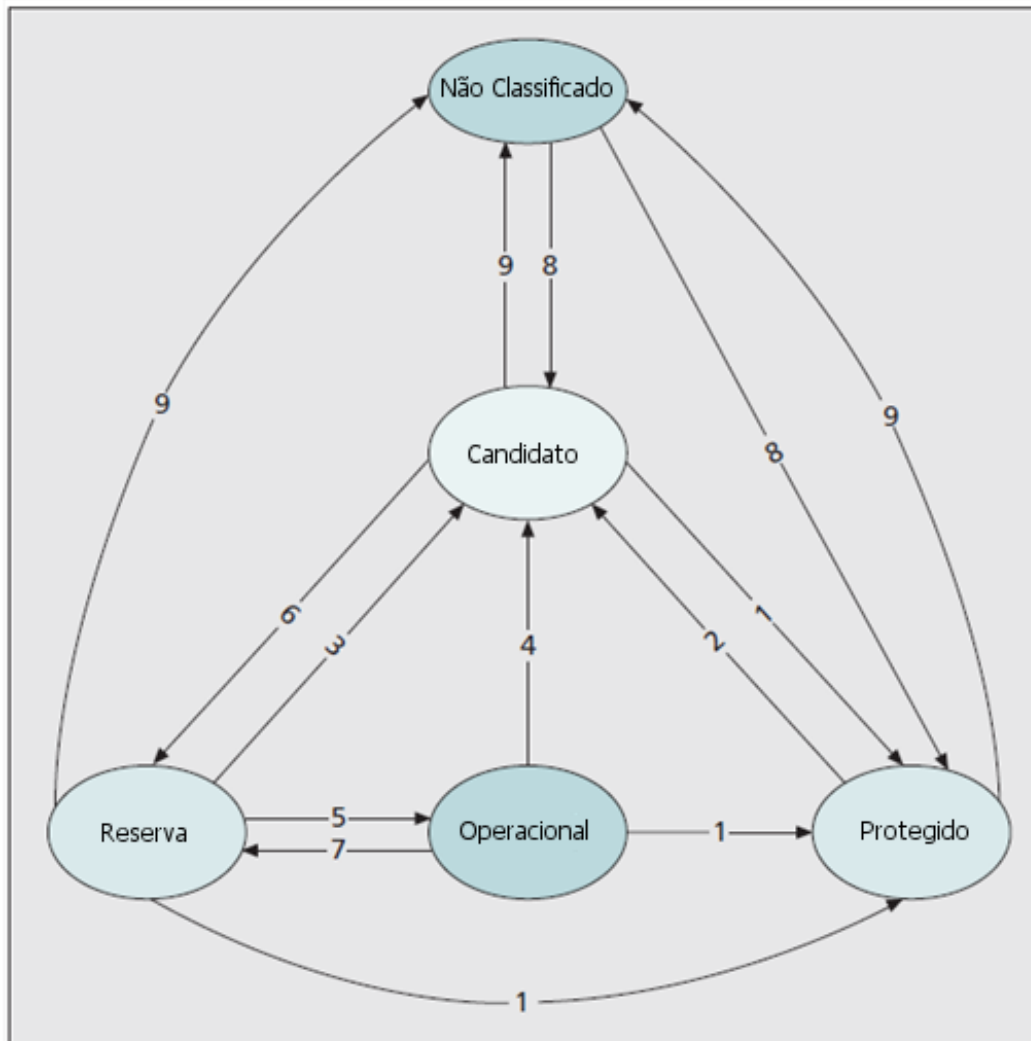 Não Classificado
9
8
9
9
8
Candidato
6
3
4
2
1
Reserva
5
7
Operacional
1
Protegido
1